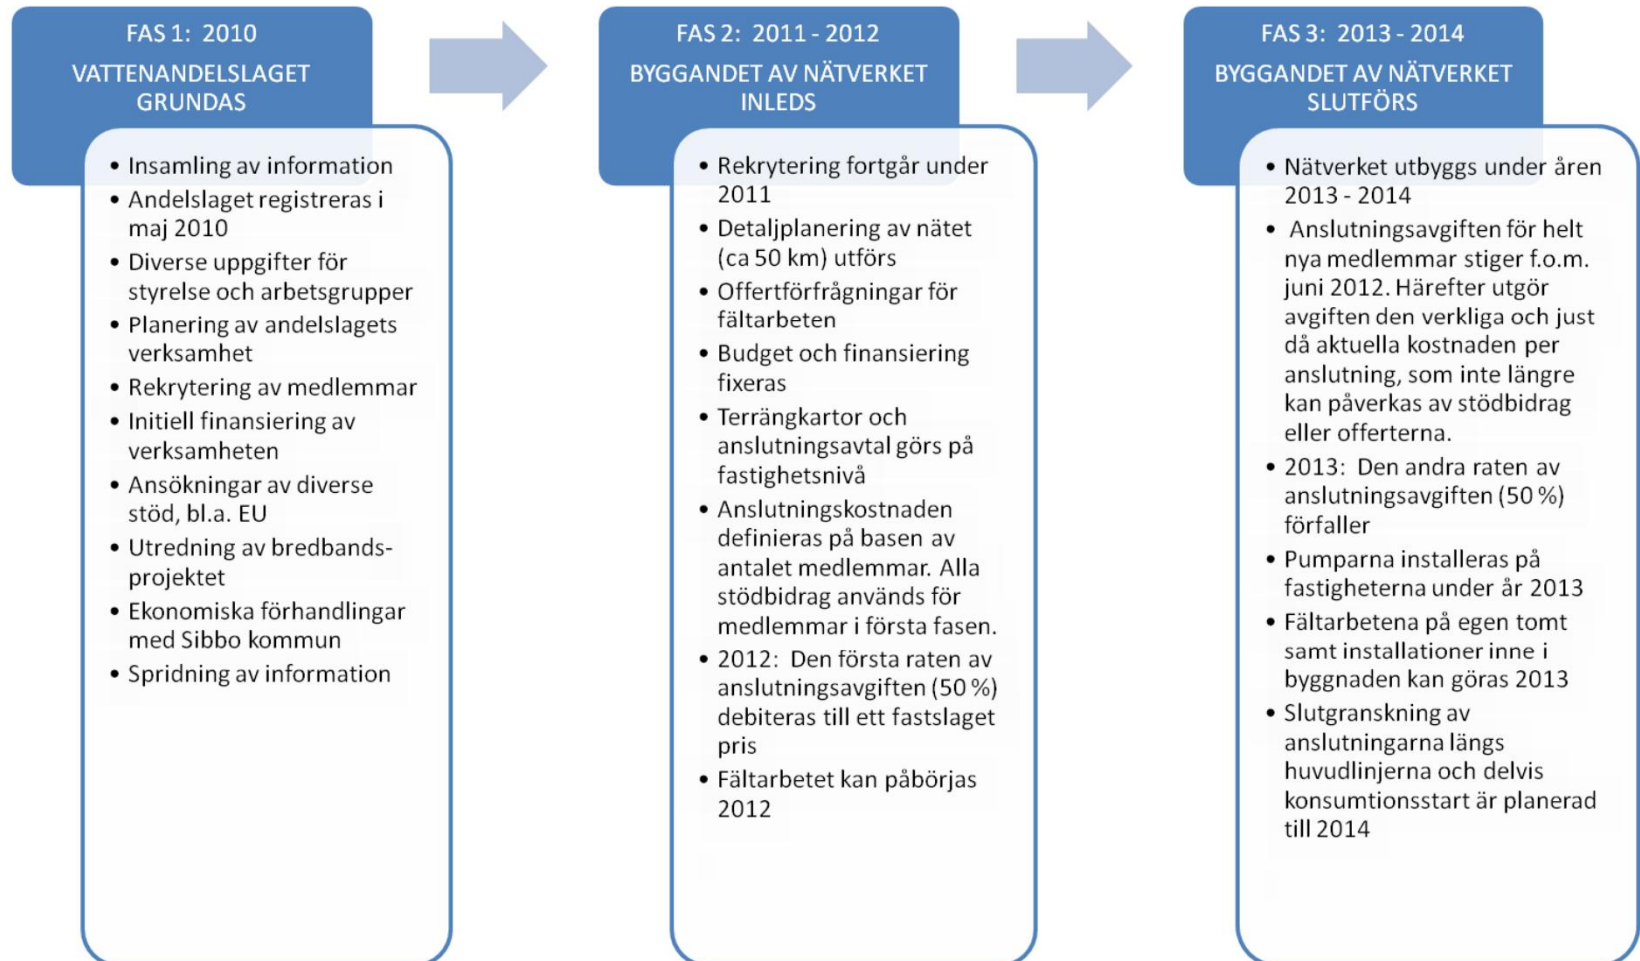 FAS 1: 2010
VATTENANDELSLAGET
GRUNDAS
• Insamling av information
• Andelslaget registreras i
maj 2010
• Diverse uppgifter för
styrelse och arbetsgrupper
• Planering av andelslagets
verksamhet
• Rekrytering av medlemmar
• Initiell finansiering av
verksamheten
• Ansökningar av diverse
stöd, bl.a. EU
• Utredning av bredbands-
projektet
• Ekonomiska förhandlingar
med Sibbo kommun
• Spridning av information
FAS 2: 2011 - 2012
BYGGANDET AV NÄTVERKET
INLEDS
• Rekrytering fortgår under
2011
• Detaljplanering av nätet
(ca 50 km) utförs
• Offertförfrågningar för
fältarbeten
• Budget och finansiering
fixeras
• Terrängkartor och
anslutningsavtal görs på
fastighetsnivå
• Anslutningskostnaden
definieras på basen av
antalet medlemmar. Alla
stödbidrag används för
medlemmar i första fasen.
• 2012: Den första raten av
anslutningsavgiften (50 %)
debiteras till ett fastslaget
pris
• Fältarbetet kan påbörjas
2012
FAS 3: 2013 - 2014
BYGGANDET AV NÄTVERKET
SLUTFÖRS
• Nätverket utbyggs under åren
2013 - 2014
• Anslutningsavgiften för helt
nya medlemmar stiger f.o.m.
juni 2012. Härefter utgör
avgiften den verkliga och just
då aktuella kostnaden per
anslutning, som inte längre
kan påverkas av stödbidrag
eller offerterna.
• 2013: Den andra raten av
anslutningsavgiften (50 %)
förfaller
• Pumparna installeras på
fastigheterna under år 2013
• Fältarbetena på egen tomt
samt installationer inne i
byggnaden kan göras 2013
• Slutgranskning av
anslutningarna längs
huvudlinjerna och delvis
konsumtionsstart är planerad
till 2014